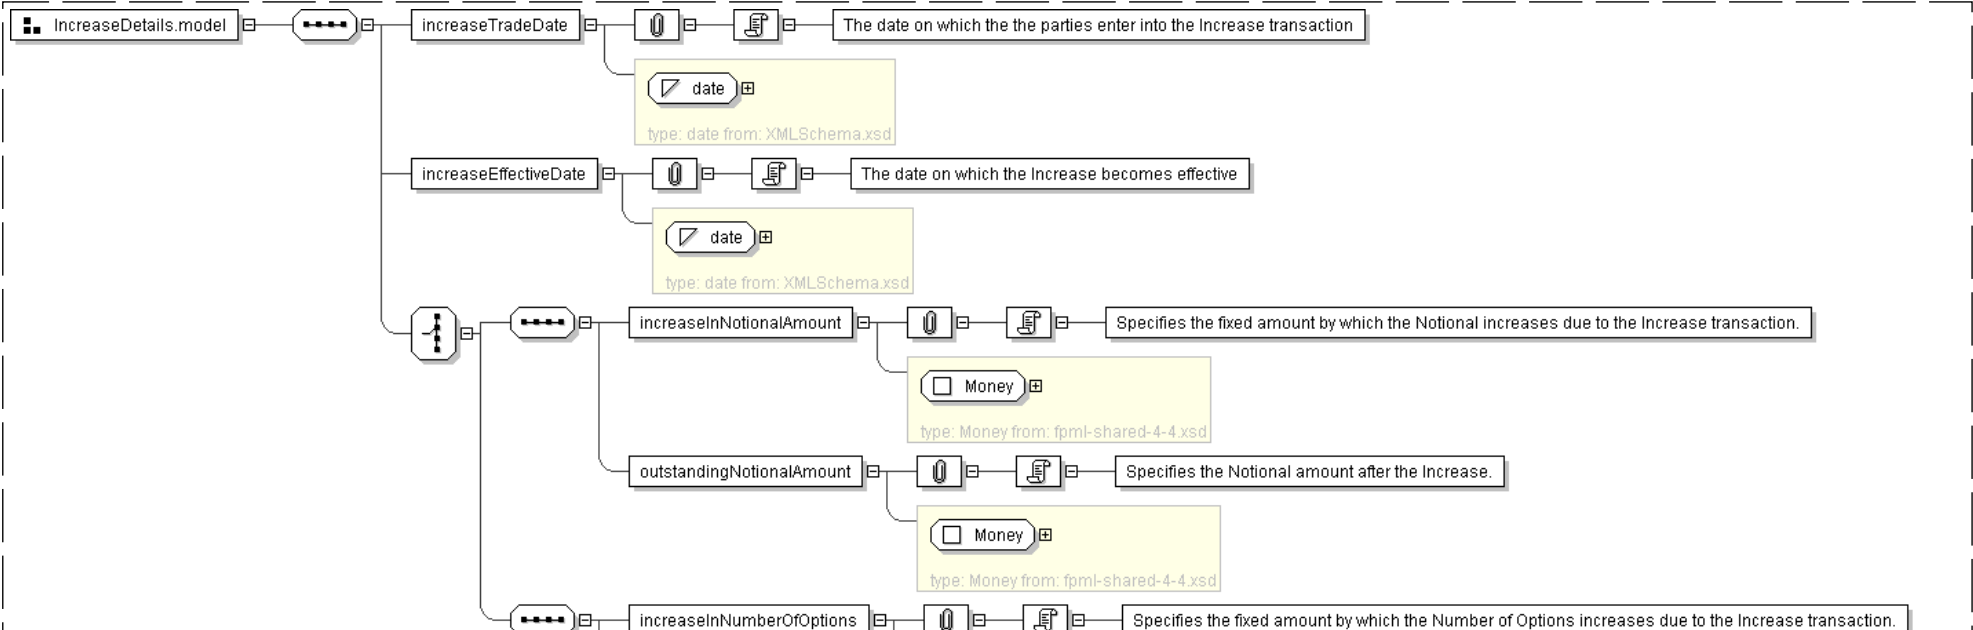 IncreaseDetails.model
increaseTradeDate
The date on which the the parties enter into the Increase transaction
date
type: date from: XMLSchema.xsd
increaseEffectiveDate
The date on which the Increase becomes effective
date
type: date from: XMLSchema.xsd
increaseInNotionalAmount
Specifies the fixed amount by which the Notional increases due to the Increase transaction.
Money
type: Money from: fpml-shared-4-4.xsd
outstandingNotionalAmount
Specifies the Notional amount after the Increase.
Money
type: Money from: fpml-shared-4-4.xsd
increaseInNumberOfOptions
Specifies the fixed amount by which the Number of Options increases due to the Increase transaction.